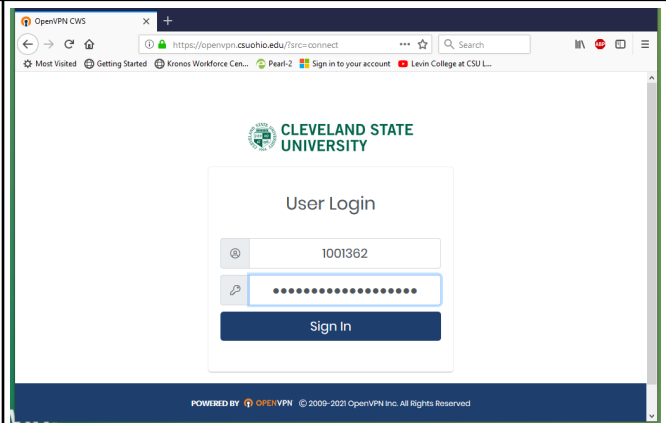 OpenVPN CWS
https://openvpn.csuohio.edu/?src=connect
Search
ABP
Most Visited Getting Started Kronos Workforce Cen... Pearl-2 Sign in to your account Levin College at CSU L...
CLEVELAND STATE
UNIVERSITY
User Login
1001362
●●●●●●●●●●●●●●●●●●●
Sign In
POWERED BY OPENVPN © 2009-2021 OpenVPN Inc. All Rights Reserved